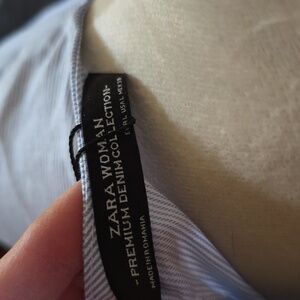 ZARA WOMAN
-PREMIUM DENIM COLLECTION-
MADE IN ROMANIA